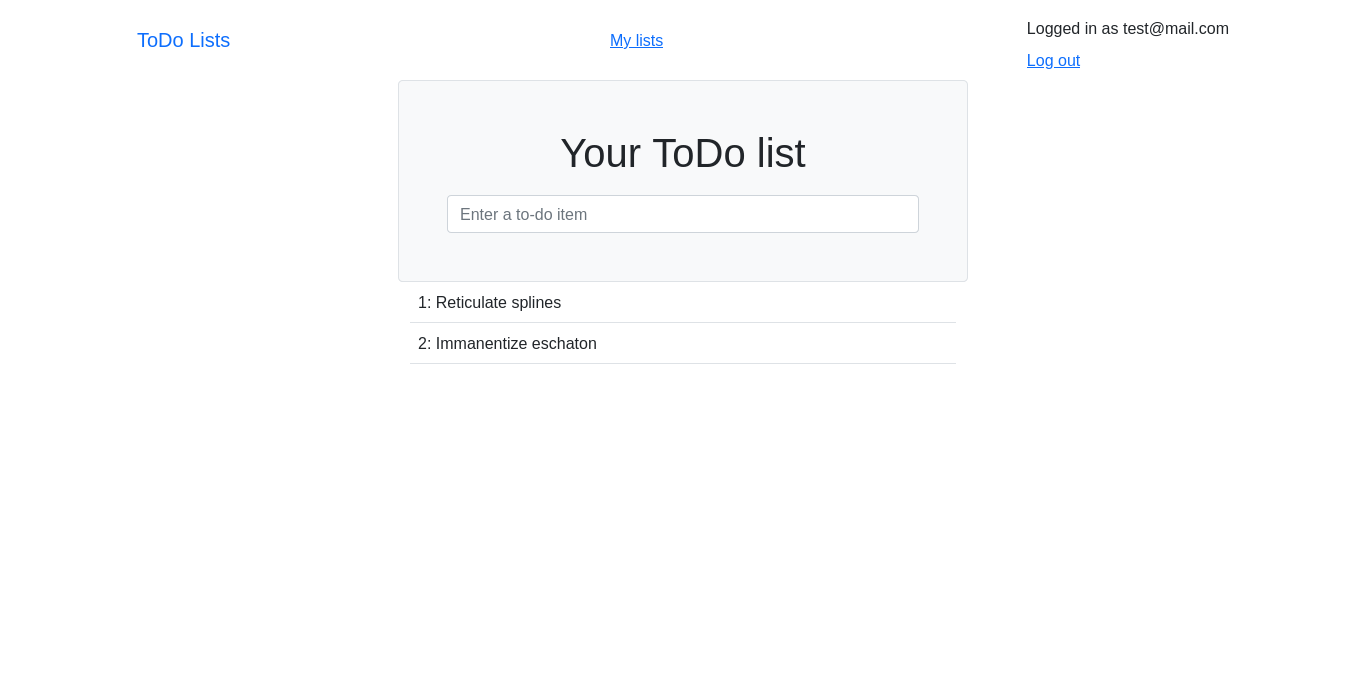 ToDo Lists
My lists
Logged in as test@mail.com
Log out
Your ToDo list
Enter a to-do item
1: Reticulate splines
2: Immanentize eschaton